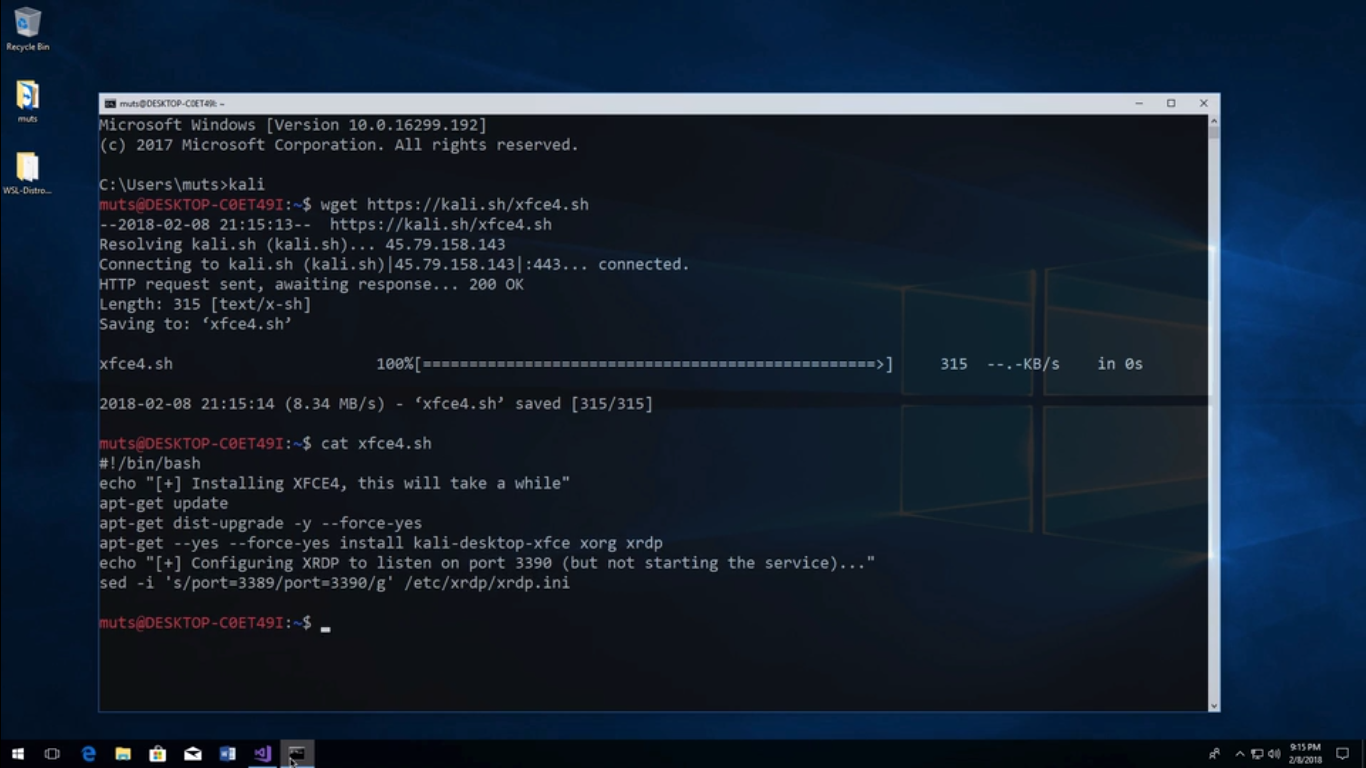 Recycle Bin
muts
WSL-Distro...
muts@DESKTOP-C0ET49I: ~
Microsoft Windows [Version 10.0.16299.192]
(c) 2017 Microsoft Corporation. All rights reserved.
C:\Users\muts>kali
muts@DESKTOP-C0ET49I:~$ wget https://kali.sh/xfce4.sh
--2018-02-08 21:15:13--  https://kali.sh/xfce4.sh
Resolving kali.sh (kali.sh)... 45.79.158.143
Connecting to kali.sh (kali.sh)|45.79.158.143|:443... connected.
HTTP request sent, awaiting response... 200 OK
Length: 315 [text/x-sh]
Saving to: ‘xfce4.sh’
xfce4.sh 100%[=================================================>] 315 --.-KB/s in 0s
2018-02-08 21:15:14 (8.34 MB/s) - ‘xfce4.sh’ saved [315/315]
muts@DESKTOP-C0ET49I:~$ cat xfce4.sh
#!/bin/bash
echo "[+] Installing XFCE4, this will take a while"
apt-get update
apt-get dist-upgrade -y --force-yes
apt-get --yes --force-yes install kali-desktop-xfce xorg xrdp
echo "[+] Configuring XRDP to listen on port 3390 (but not starting the service)..."
sed -i 's/port=3389/port=3390/g' /etc/xrdp/xrdp.ini
muts@DESKTOP-C0ET49I:~$ _
9:15 PM
2/8/2018